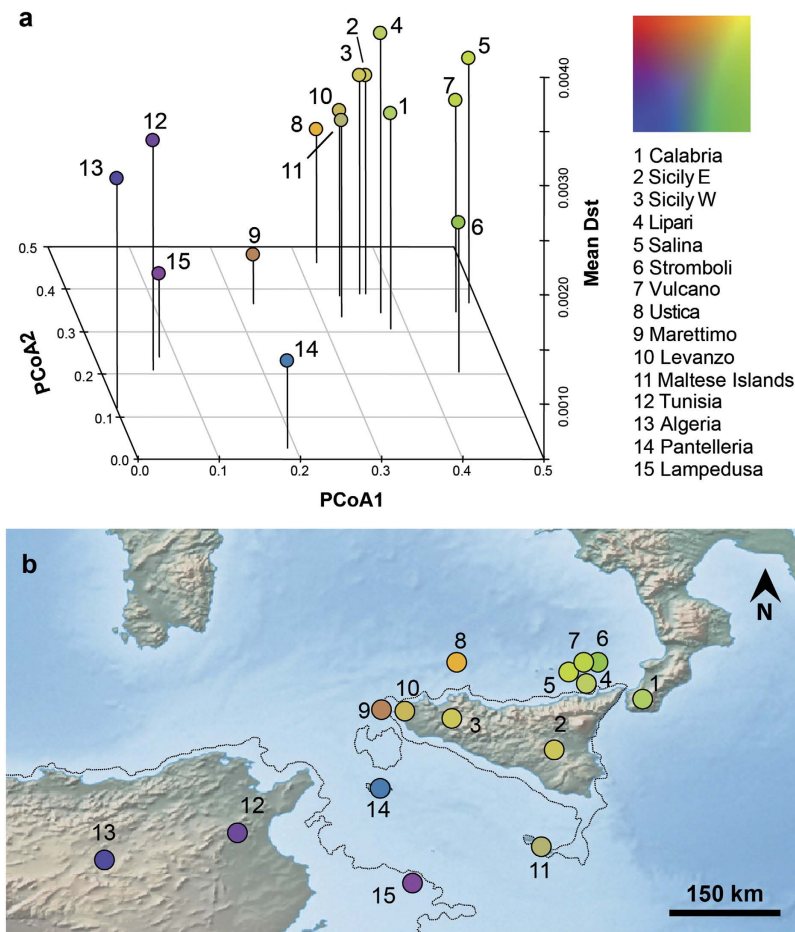 a
2
3
4
5
7
1
10
8
11
12
13
15
9
6
14
0.5
0.4
0.3
0.2
0.1
0.0
PCoA2
0.0 0.1 0.2 0.3 0.4 0.5
PCoA1
0.0040
0.0030
0.0020
0.0010
Mean Dst
1 Calabria
2 Sicily E
3 Sicily W
4 Lipari
5 Salina
6 Stromboli
7 Vulcano
8 Ustica
9 Marettimo
10 Levanzo
11 Maltese Islands
12 Tunisia
13 Algeria
14 Pantelleria
15 Lampedusa
b
N
8
7 6
5 4
1
9 10
3
2
14
12
13
11
15
150 km